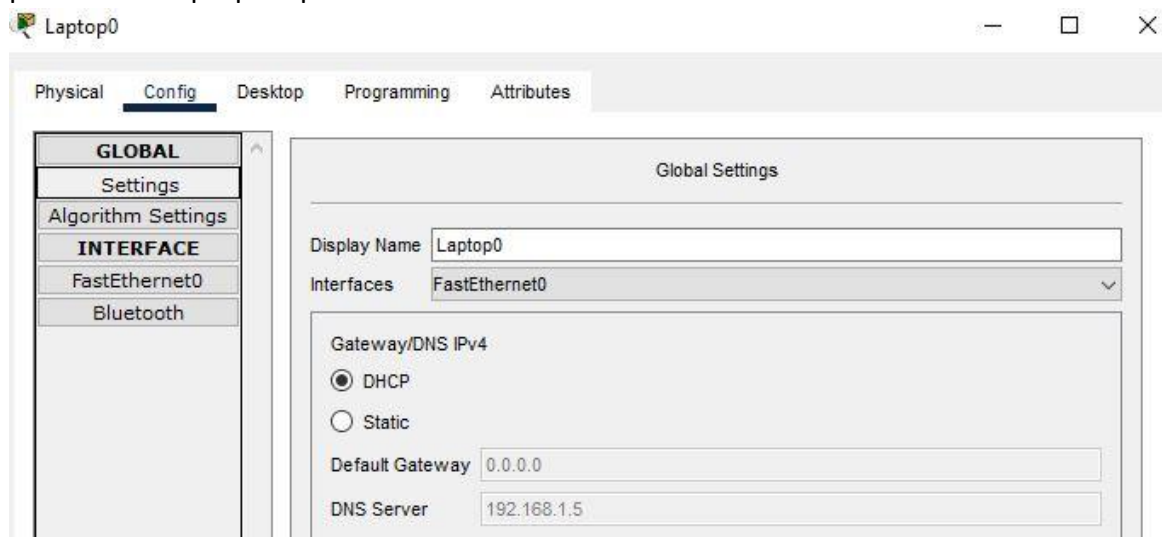 Laptop0
Physical Config Desktop Programming Attributes
GLOBAL
Settings
Algorithm Settings
INTERFACE
FastEthernet0
Bluetooth
Global Settings
Display Name Laptop0
Interfaces FastEthernet0
Gateway/DNS IPv4
DHCP
Static
Default Gateway 0.0.0.0
DNS Server 192.168.1.5